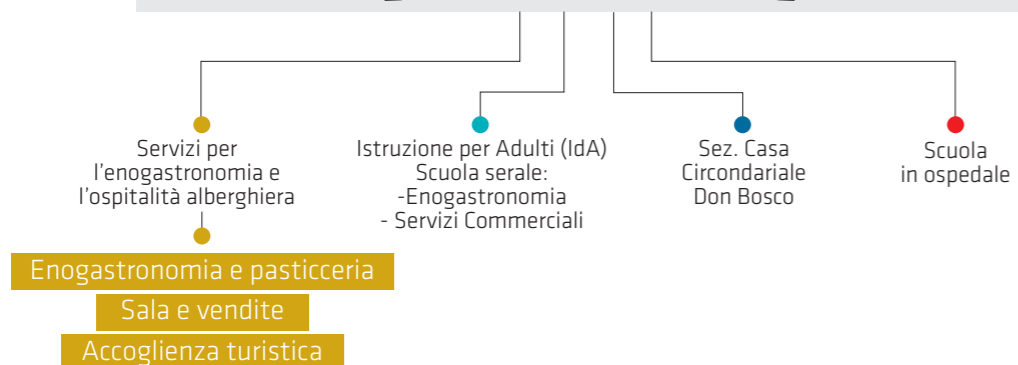 Servizi per
l'enogastronomia e
l'ospitalità alberghiera
Istruzione per Adulti (IdA)
Scuola serale:
-Enogastronomia
- Servizi Commerciali
Sez. Casa
Circondariale
Don Bosco
Scuola
in ospedale
Enogastronomia e pasticceria
Sala e vendite
Accoglienza turistica